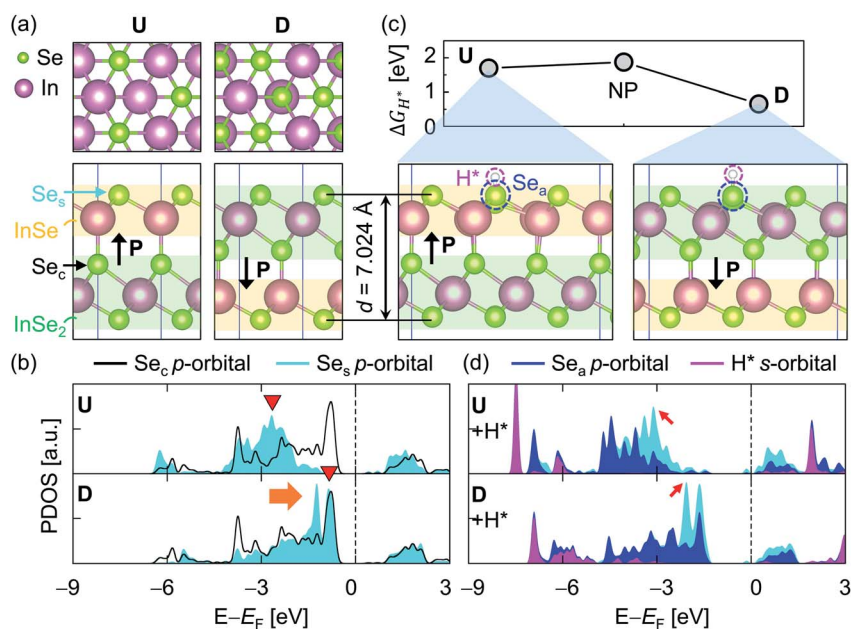 (a) U D
Se
In
Se_s
InSe
Se_c
InSe₂
P
P
d = 7.024 Å
(c)
ΔG_H* [eV]
2
1
0
U
NP
D
H*
Se_a
P
P
(b)
Se_c p-orbital
Se_s p-orbital
PDOS [a.u.]
U
D
−9 −6 −3 0 3
E−E_F [eV]
(d)
Se_a p-orbital
H* s-orbital
U
+H*
D
+H*
−9 −6 −3 0 3
E−E_F [eV]